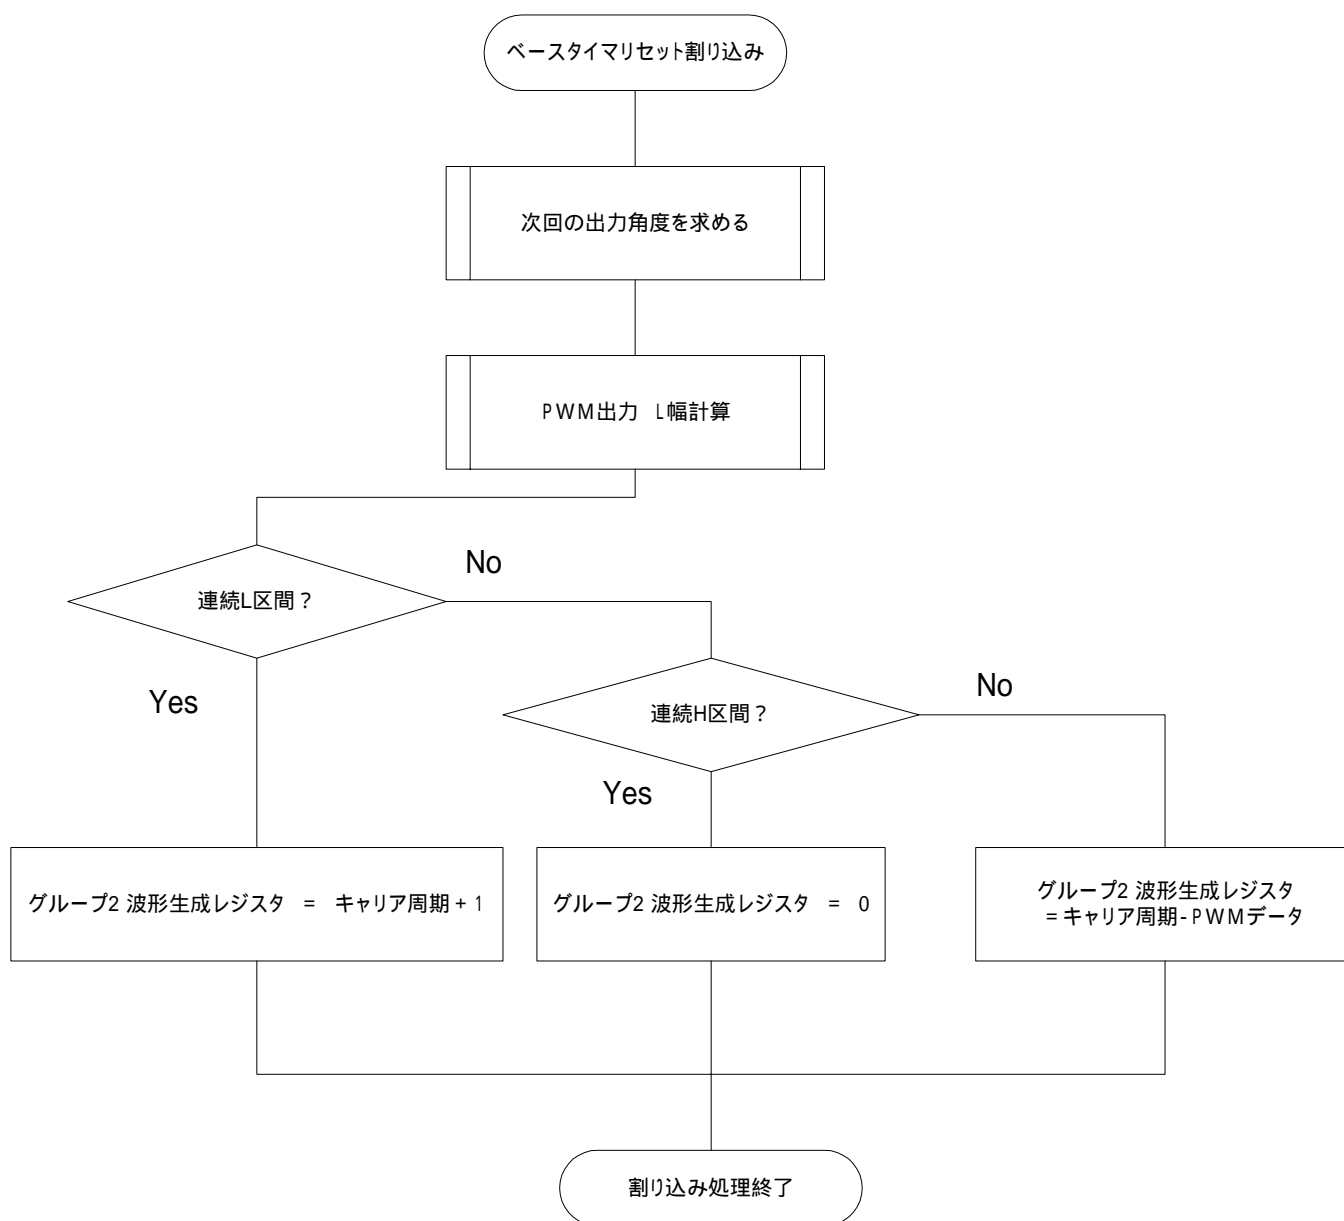 ベースタイマリセット割り込み
次回の出力角度を求める
PWM出力 L幅計算
No
連続L区間?
Yes
連続H区間?
No
Yes
グループ2 波形生成レジスタ = キャリア周期+1
グループ2 波形生成レジスタ = 0
グループ2 波形生成レジスタ
=キャリア周期-PWMデータ
割り込み処理終了